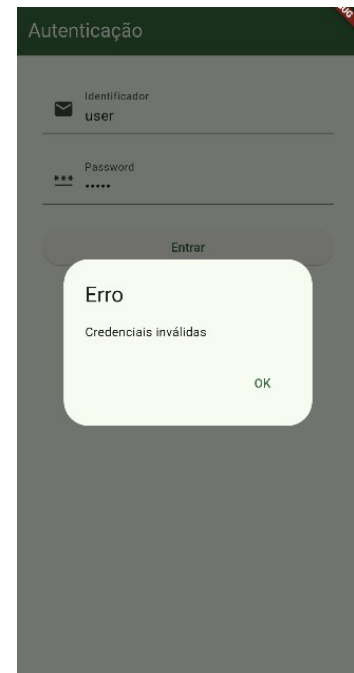 Autenticação
Identificador
user
Password
•••••
Entrar
Erro
Credenciais inválidas
OK